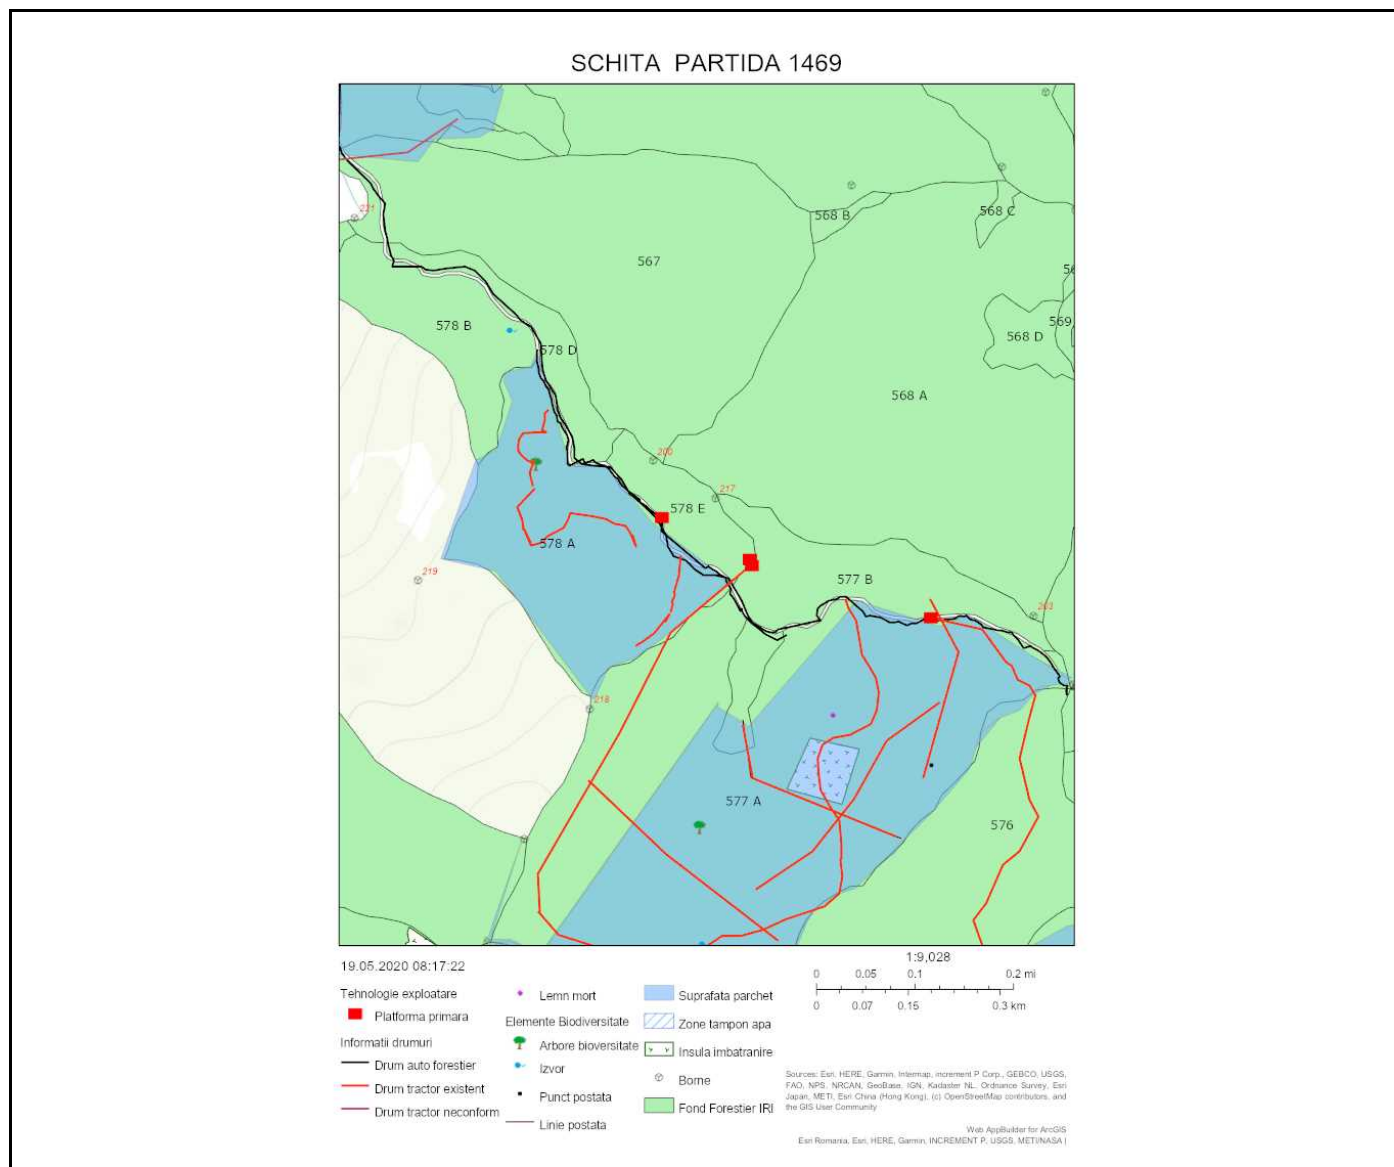 SCHITA PARTIDA 1469
221
568 B
568 C
567
56
578 B
569
568 D
578 D
568 A
200
217
578 E
578 A
219
577 B
203
218
577 A
576
19.05.2020 08:17:22
1:9,028
0 0.05 0.1 0.2 mi
0 0.07 0.15 0.3 km
Tehnologie exploatare
Platforma primara
Informatii drumuri
Drum auto forestier
Drum tractor existent
Drum tractor neconform
Lemn mort
Elemente Biodiversitate
Arbore bioversitate
Izvor
Punct postata
Linie postata
Suprafata parchet
Zone tampon apa
Insula imbatranire
Borne
Fond Forestier IRI
Sources: Esri, HERE, Garmin, Intermap, increment P Corp., GEBCO, USGS,
FAO, NPS, NRCAN, GeoBase, IGN, Kadaster NL, Ordnance Survey, Esri
Japan, METI, Esri China (Hong Kong), (c) OpenStreetMap contributors, and
the GIS User Community
Web AppBuilder for ArcGIS
Esri Romania, Esri, HERE, Garmin, INCREMENT P, USGS, METI/NASA |